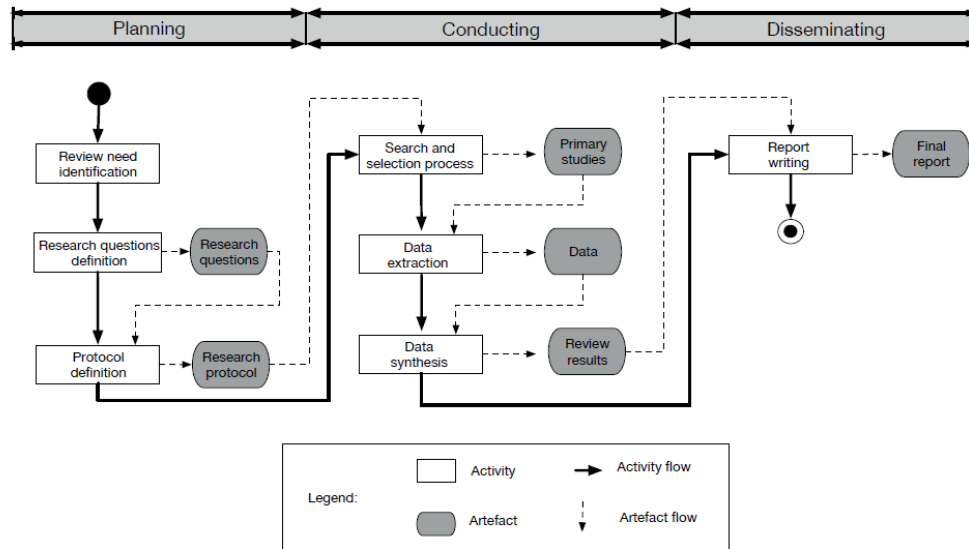 Planning
Conducting
Disseminating
Review need
identification
Research questions
definition
Research
questions
Protocol
definition
Research
protocol
Search and
selection process
Primary
studies
Data
extraction
Data
Data
synthesis
Review
results
Report
writing
Final
report
Legend:
Activity
Activity flow
Artefact
Artefact flow